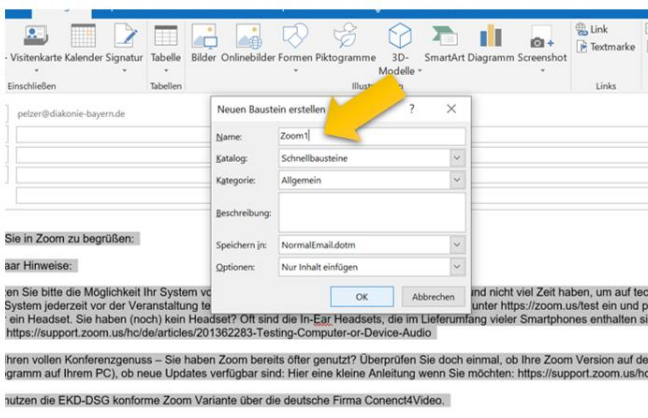 Link
Textmarke
Visitenkarte Kalender Signatur Tabelle Bilder Onlinebilder Formen Piktogramme 3D-Modelle SmartArt Diagramm Screenshot
Einschließen Tabellen Links
pelzer@diakonie-bayern.de
Neuen Baustein erstellen ? ×
Name: Zoom1
Katalog: Schnellbausteine
Kategorie: Allgemein
Beschreibung:
Speichern in: NormalEmail.dotm
Optionen: Nur Inhalt einfügen
OK Abbrechen
Sie in Zoom zu begrüßen:
aar Hinweise:
en Sie bitte die Möglichkeit Ihr System und nicht viel Zeit haben, um auf
System jederzeit vor der Veranstaltung unter https://zoom.us/test ein und
ein Headset. Sie haben (noch) kein Headset? Oft sind die In-Ear Headsets, die im Lieferumfang vieler Smartphones enthalten
https://support.zoom.us/hc/de/articles/201362283-Testing-Computer-or-Device-Audio
hren vollen Konferenzgenuss – Sie haben Zoom bereits öfter genutzt? Überprüfen Sie doch einmal, ob Ihre Zoom Version auf
ogramm auf Ihrem PC), ob neue Updates verfügbar sind: Hier eine kleine Anleitung wenn Sie möchten: https://support.zoom.us/hc
nutzen die EKD-DSG konforme Zoom Variante über die deutsche Firma Conenct4Video.